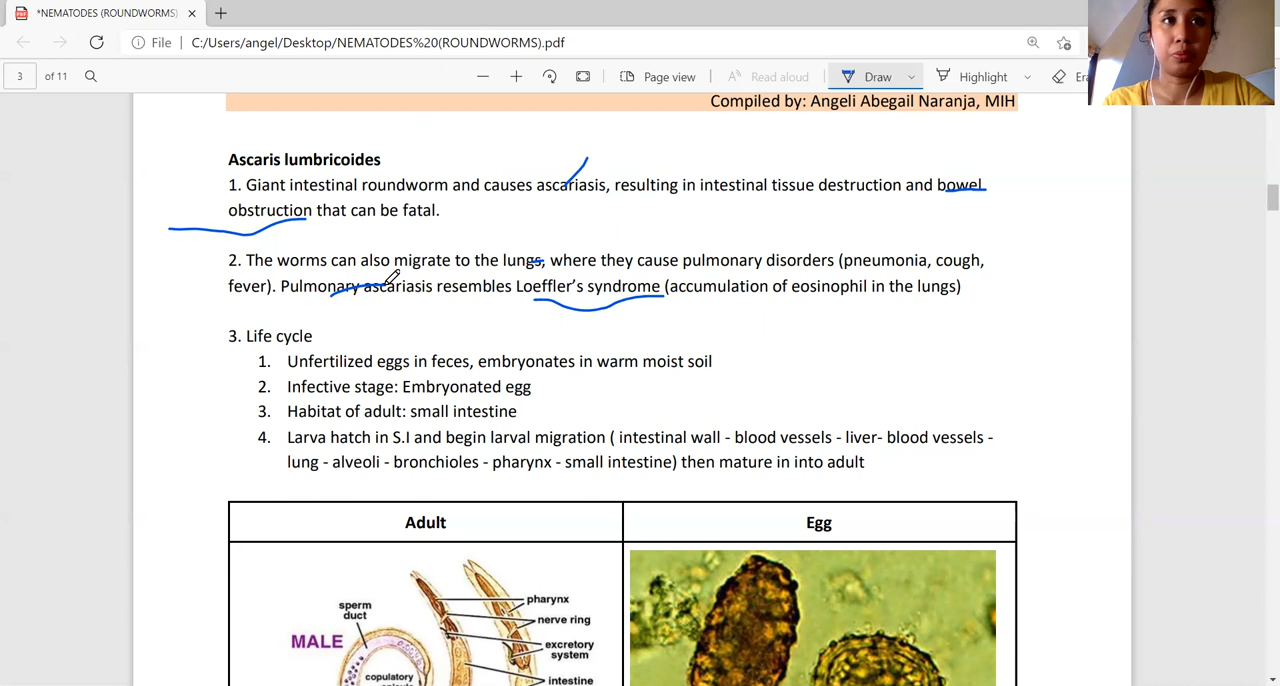 *NEMATODES (ROUNDWORMS)
File C:/Users/angel/Desktop/NEMATODES%20(ROUNDWORMS).pdf
3 of 11 Page view Read aloud Draw Highlight
Compiled by: Angeli Abegail Naranja, MIH
Ascaris lumbricoides
1. Giant intestinal roundworm and causes ascariasis, resulting in intestinal tissue destruction and bowel
obstruction that can be fatal.
2. The worms can also migrate to the lungs, where they cause pulmonary disorders (pneumonia, cough,
fever). Pulmonary ascariasis resembles Loeffler's syndrome (accumulation of eosinophil in the lungs)
3. Life cycle
1. Unfertilized eggs in feces, embryonates in warm moist soil
2. Infective stage: Embryonated egg
3. Habitat of adult: small intestine
4. Larva hatch in S.I and begin larval migration ( intestinal wall - blood vessels - liver- blood vessels -
lung - alveoli - bronchioles - pharynx - small intestine) then mature in into adult
Adult Egg
pharynx
sperm
duct
nerve ring
MALE
excretory
system
copulatory
intestine